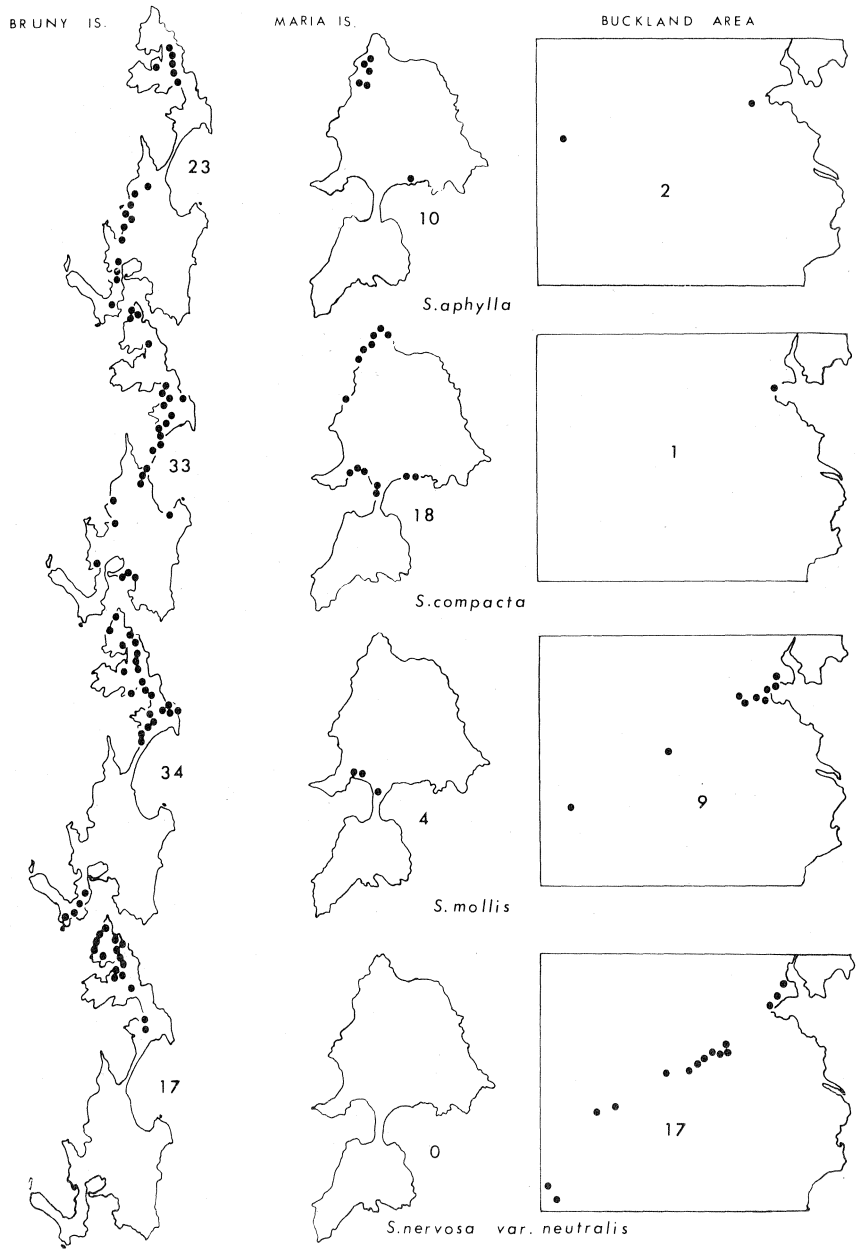 BRUNY IS. MARIA IS. BUCKLAND AREA
23 10 2
S.aphylla
33 18 1
S.compacta
34 4 9
S.mollis
17 0 17
S.nervosa var. neutralis